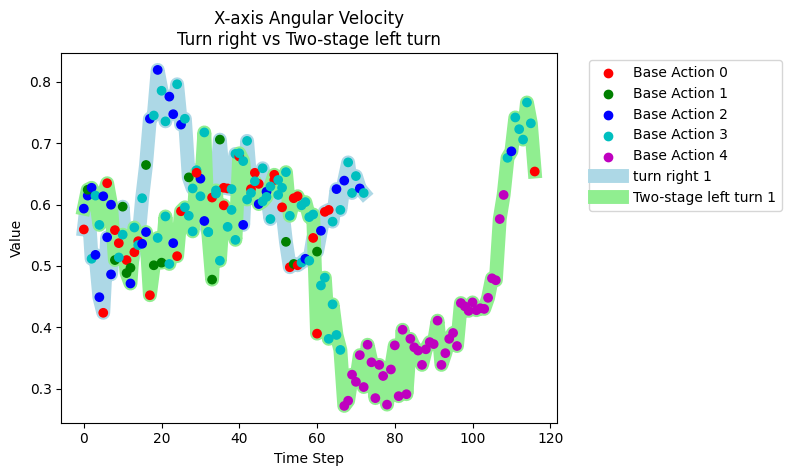 X-axis Angular Velocity
Turn right vs Two-stage left turn
Value
0.8
0.7
0.6
0.5
0.4
0.3
0
20
40
60
80
100
120
Time Step
Base Action 0
Base Action 1
Base Action 2
Base Action 3
Base Action 4
turn right 1
Two-stage left turn 1